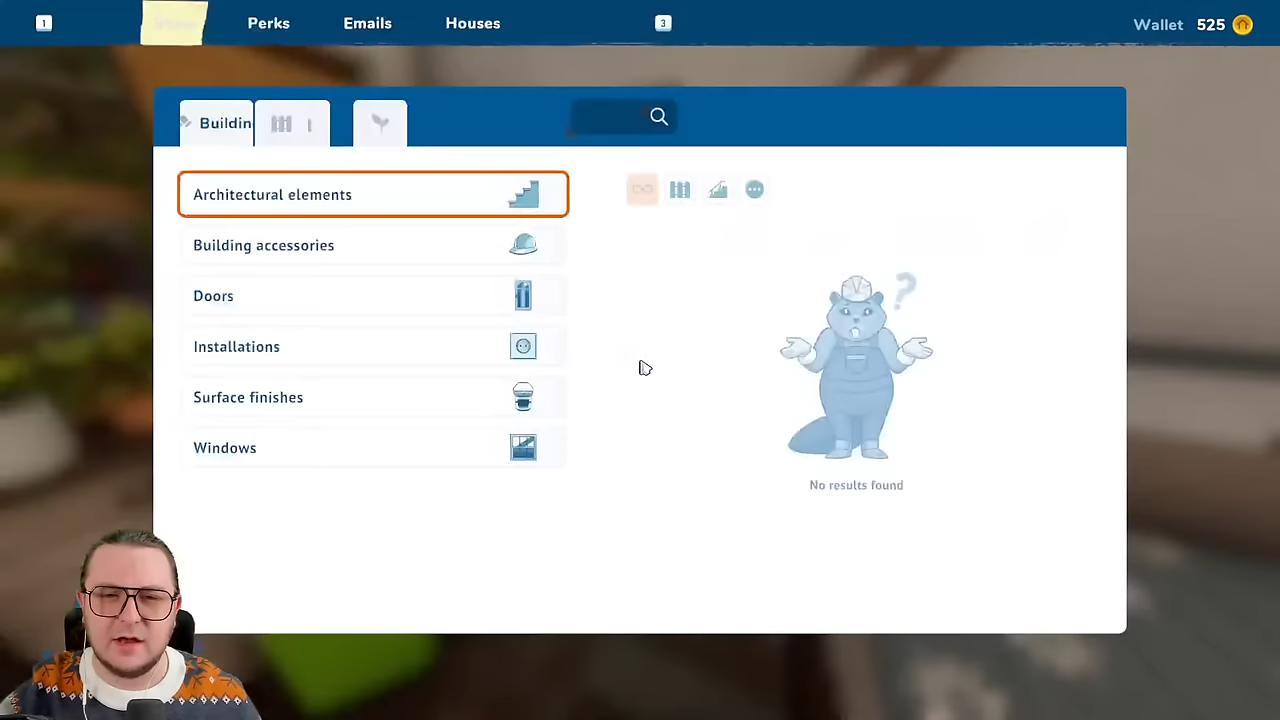 1
Perks
Emails
Houses
3
Wallet 525
Buildin
Architectural elements
Building accessories
Doors
Installations
Surface finishes
Windows
?
No results found